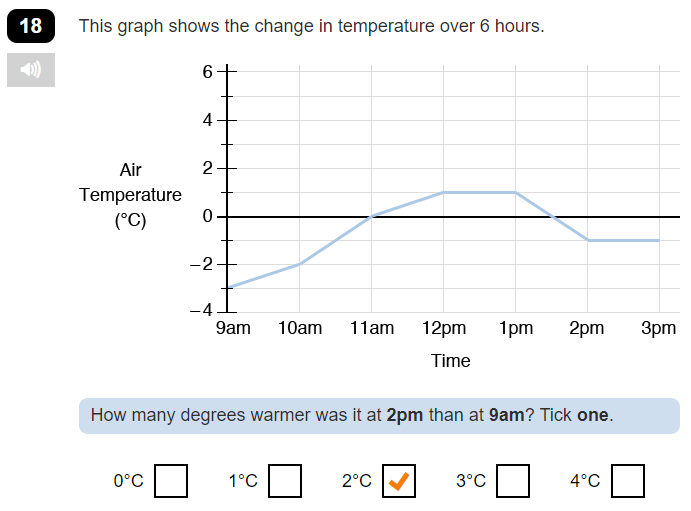 18
This graph shows the change in temperature over 6 hours.
6
4
2
0
−2
−4
Air
Temperature
(°C)
9am 10am 11am 12pm 1pm 2pm 3pm
Time
How many degrees warmer was it at 2pm than at 9am? Tick one.
0°C 1°C 2°C 3°C 4°C